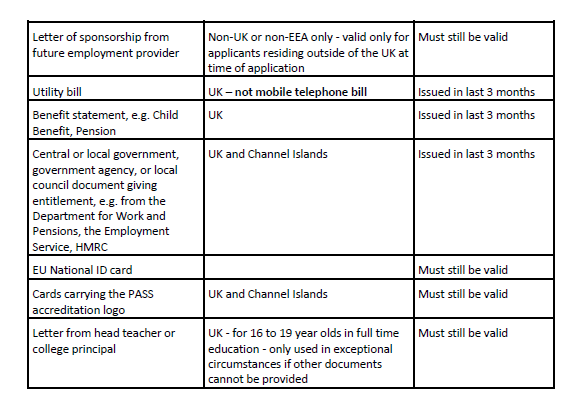 Letter of sponsorship from
future employment provider
Non-UK or non-EEA only - valid only for
applicants residing outside of the UK at
time of application
Must still be valid
Utility bill
UK – not mobile telephone bill
Issued in last 3 months
Benefit statement, e.g. Child
Benefit, Pension
UK
Issued in last 3 months
Central or local government,
government agency, or local
council document giving
entitlement, e.g. from the
Department for Work and
Pensions, the Employment
Service, HMRC
UK and Channel Islands
Issued in last 3 months
EU National ID card
Must still be valid
Cards carrying the PASS
accreditation logo
UK and Channel Islands
Must still be valid
Letter from head teacher or
college principal
UK - for 16 to 19 year olds in full time
education - only used in exceptional
circumstances if other documents
cannot be provided
Must still be valid